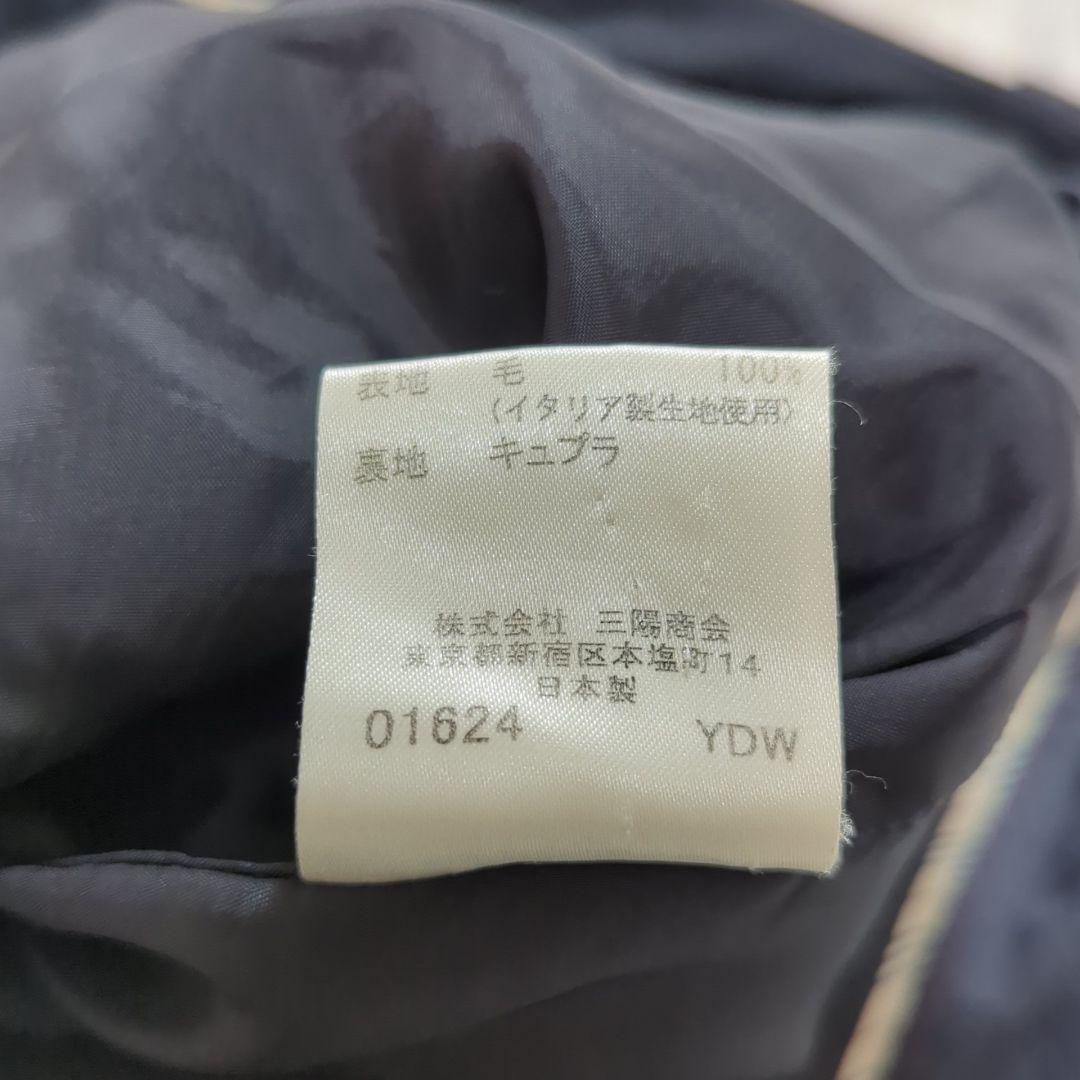 表地 毛 100%
(イタリア製生地使用)
裏地 キュプラ
株式会社 三陽商会
東京都新宿区本塩町14
日本製
01624 YDW